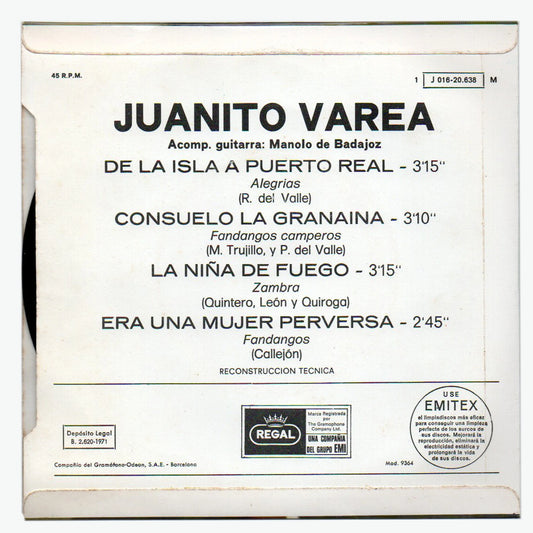 45 R.P.M.
1 J 016-20.638 M
JUANITO VAREA
Acomp. guitarra: Manolo de Badajoz
DE LA ISLA A PUERTO REAL - 3'15''
Alegrias
(R. del Valle)
CONSUELO LA GRANAINA - 3'10''
Fandangos camperos
(M. Trujillo, y P. del Valle)
LA NIÑA DE FUEGO - 3'15''
Zambra
(Quintero, León y Quiroga)
ERA UNA MUJER PERVERSA - 2'45''
Fandangos
(Callejón)
RECONSTRUCCION TECNICA
Depósito Legal
B. 2.620-1971
Compañía del Gramófono-Odeon, S.A.E. - Barcelona
REGAL
Marca Registrada
por
The Gramophone
Company Ltd.
UNA COMPAÑIA
DEL GRUPO EMI
Mod. 9364
USE
EMITEX
el limpiadiscos más eficaz
para conseguir una limpieza
perfecta de los surcos de
sus discos. Mejorará la
reproducción, eliminará la
electricidad estática y
prolongará la vida
de sus discos.